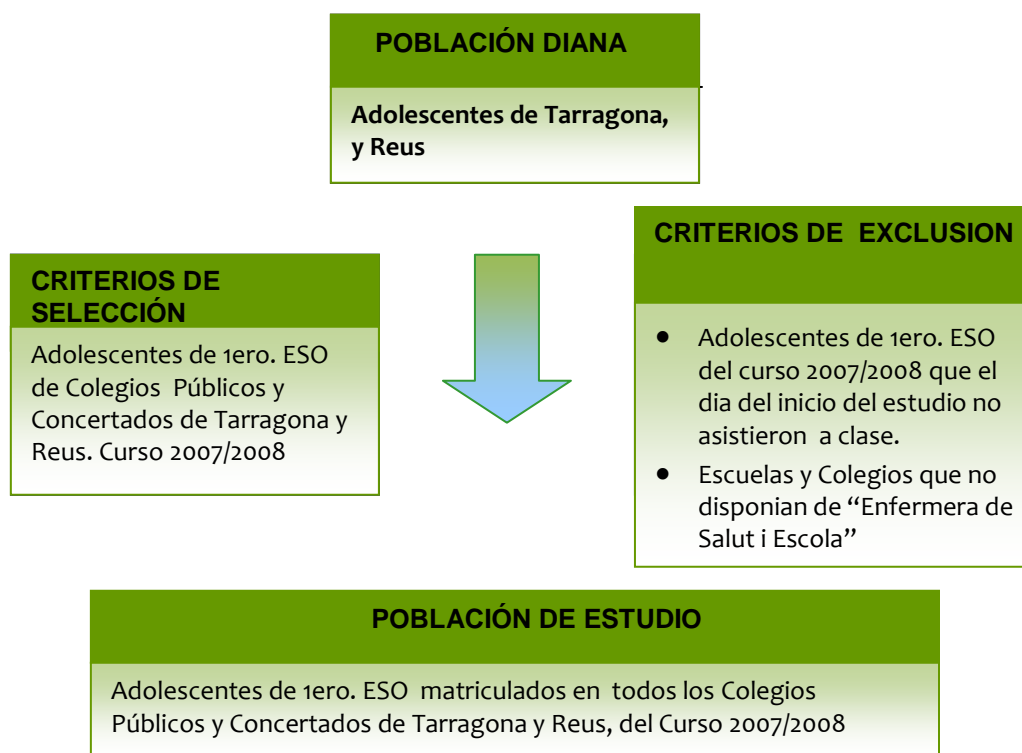 POBLACIÓN DIANA
Adolescentes de Tarragona,
y Reus
CRITERIOS DE
SELECCIÓN
Adolescentes de 1ero. ESO
de Colegios Públicos y
Concertados de Tarragona y
Reus. Curso 2007/2008
CRITERIOS DE EXCLUSION
• Adolescentes de 1ero. ESO
del curso 2007/2008 que el
dia del inicio del estudio no
asistieron a clase.
• Escuelas y Colegios que no
disponian de “Enfermera de
Salut i Escola”
POBLACIÓN DE ESTUDIO
Adolescentes de 1ero. ESO matriculados en todos los Colegios
Públicos y Concertados de Tarragona y Reus, del Curso 2007/2008